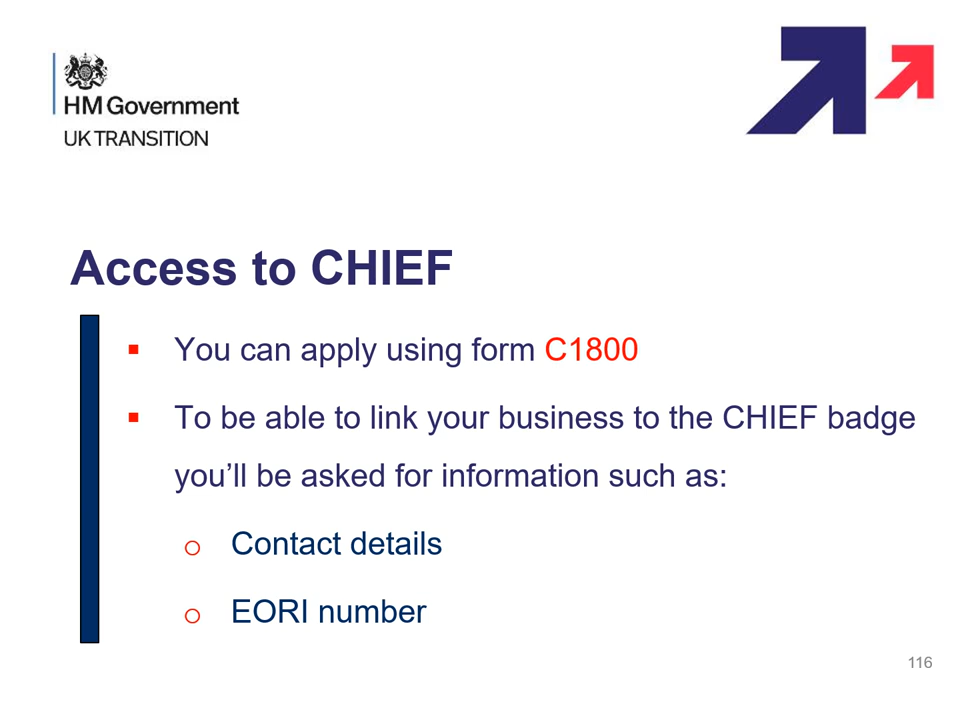 HM Government
UK TRANSITION
Access to CHIEF
▪ You can apply using form C1800
▪ To be able to link your business to the CHIEF badge
you’ll be asked for information such as:
o Contact details
o EORI number
116